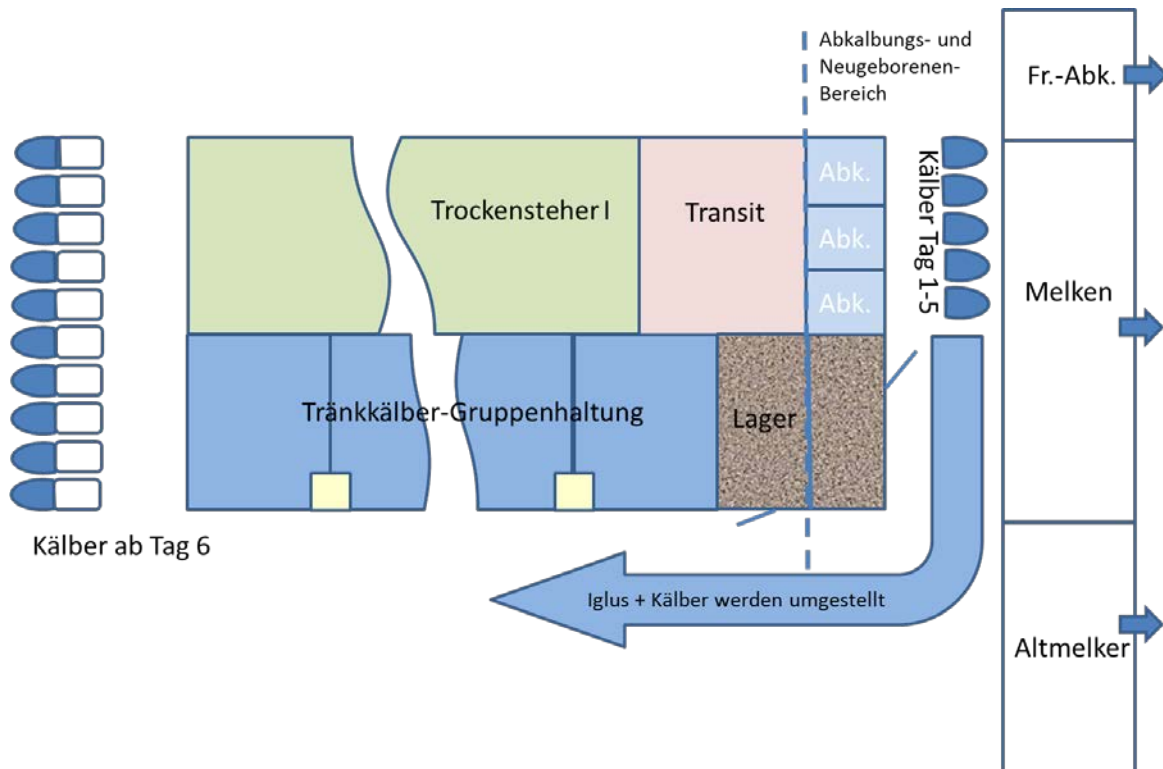 Abkalbungs- und
Neugeborenen-
Bereich
Fr.-Abk.
Trockensteher I
Transit
Abk.
Abk.
Abk.
Kälber Tag 1-5
Melken
Tränkkälber-Gruppenhaltung
Lager
Kälber ab Tag 6
Iglus + Kälber werden umgestellt
Altmelker